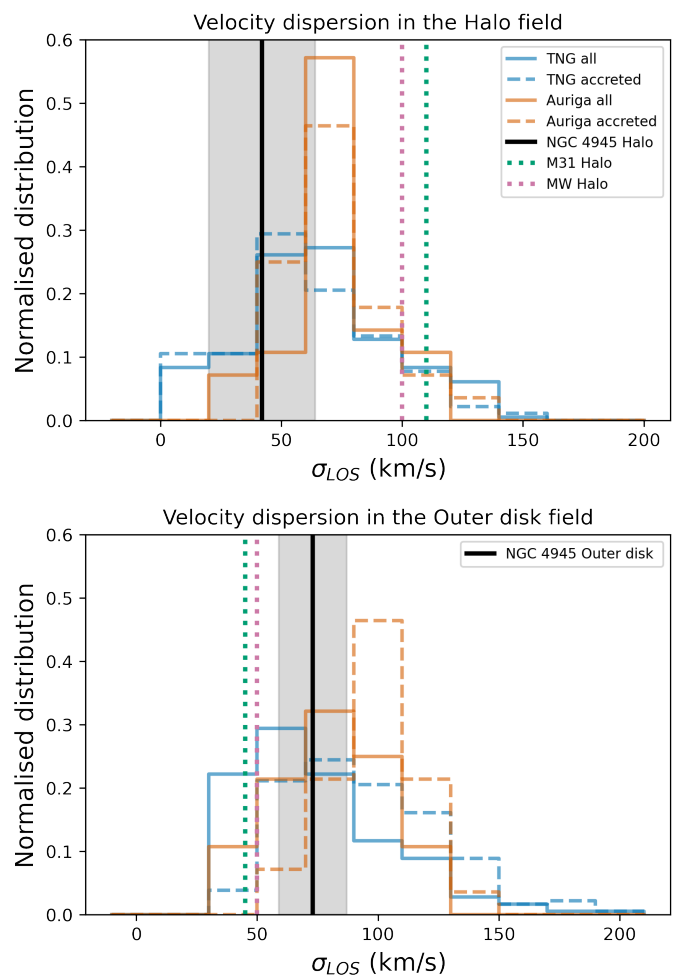 Velocity dispersion in the Halo field
0.6
0.5
0.4
0.3
0.2
0.1
0.0
Normalised distribution
TNG all
TNG accreted
Auriga all
Auriga accreted
NGC 4945 Halo
M31 Halo
MW Halo
0 50 100 150 200
σLOS (km/s)
Velocity dispersion in the Outer disk field
0.6
0.5
0.4
0.3
0.2
0.1
0.0
Normalised distribution
NGC 4945 Outer disk
0 50 100 150 200
σLOS (km/s)